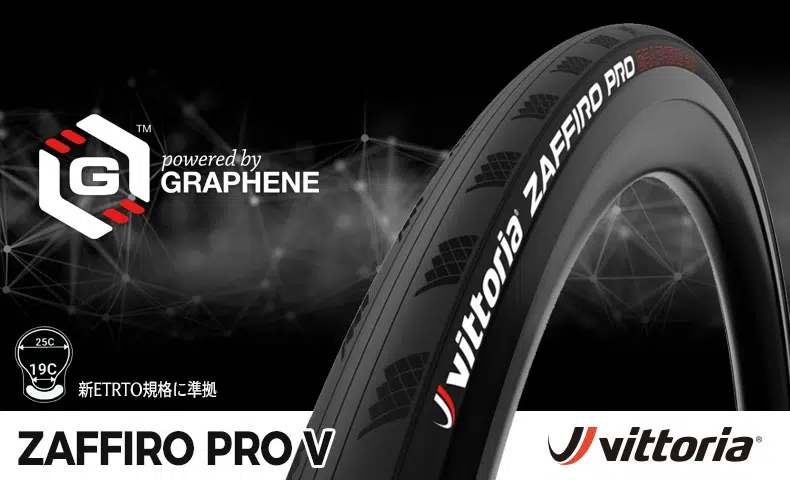 G
TM
powered by
GRAPHENE
vittoria® ZAFFIRO PRO
25C
19C
新ETRTO規格に準拠
ZAFFIRO PRO V
vittoria®